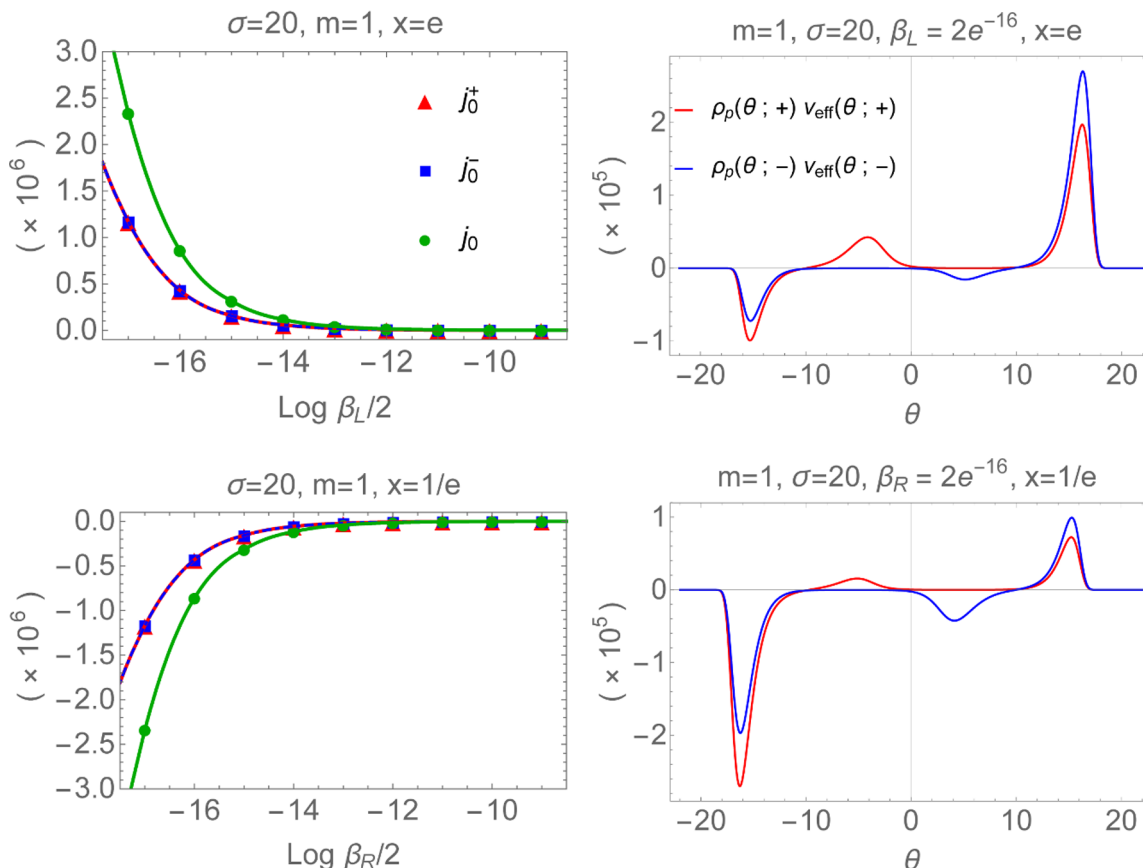 σ=20, m=1, x=e
3.0
2.5
2.0
1.5
1.0
0.5
0.0
( × 10⁶ )
j₀⁺
j₀⁻
j₀
−16 −14 −12 −10
Log β_L/2
m=1, σ=20, β_L = 2e⁻¹⁶, x=e
2
1
0
−1
( × 10⁵ )
ρₚ(θ ; +) v_eff(θ ; +)
ρₚ(θ ; −) v_eff(θ ; −)
−20 −10 0 10 20
θ
σ=20, m=1, x=1/e
0.0
−0.5
−1.0
−1.5
−2.0
−2.5
−3.0
( × 10⁶ )
−16 −14 −12 −10
Log β_R/2
m=1, σ=20, β_R = 2e⁻¹⁶, x=1/e
1
0
−1
−2
( × 10⁵ )
−20 −10 0 10 20
θ